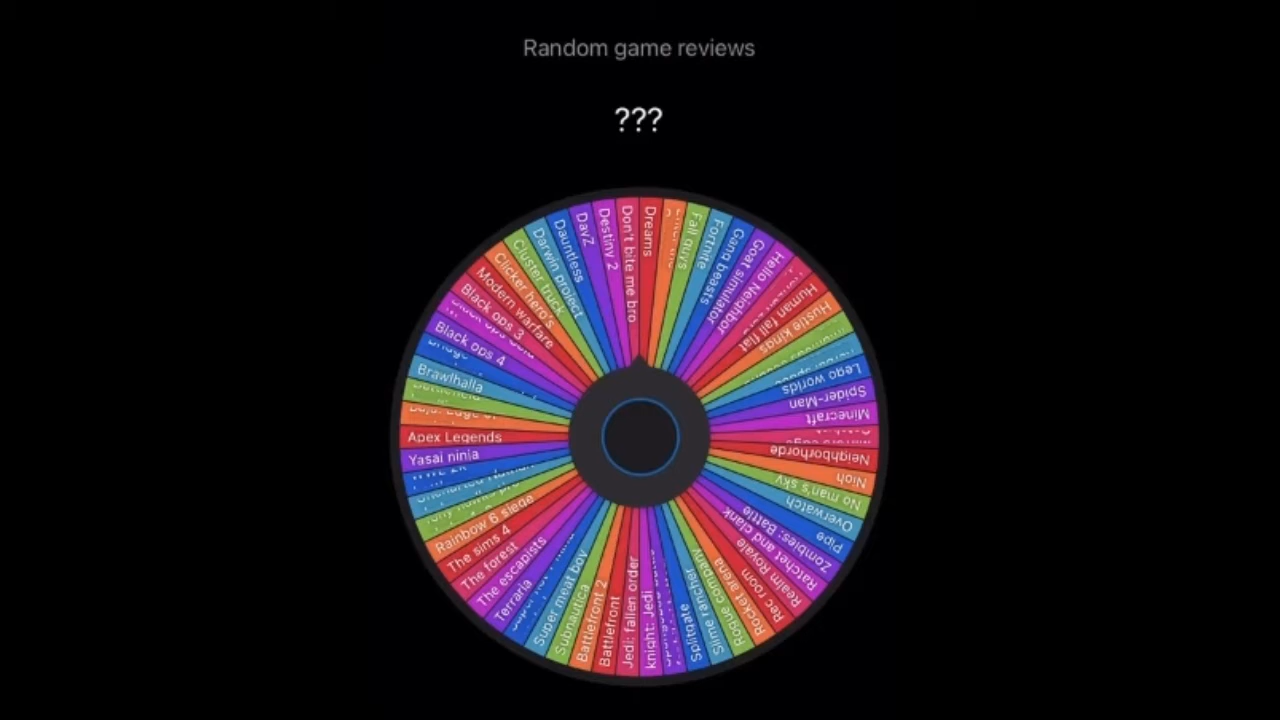 Random game reviews
???
Dreams
Fall guys
Fortnite
Gang beasts
Goat simulator
Hello Neighbor
Human fall flat
Hustle Kings
Lego worlds
Spider-Man
Minecraft
Neighborhorde
Nioh
No man's sky
Overwatch
Pipe
Zombies: Battle
Ratchet and clank
Realm Royale
Rec room
Rocket arena
Rogue company
Slime rancher
Splitgate
knight: Jedi
Jedi: fallen order
Battlefront
Battlefront 2
Subnautica
Super meat boy
Terraria
The escapists
The forest
The sims 4
Rainbow 6 siege
Yasai ninja
Apex Legends
Brawlhalla
Black ops 4
Black ops 3
Modern warfare
Clicker hero's
Cluster truck
Darwin project
Dauntless
DayZ
Destiny 2
Don't bite me bro